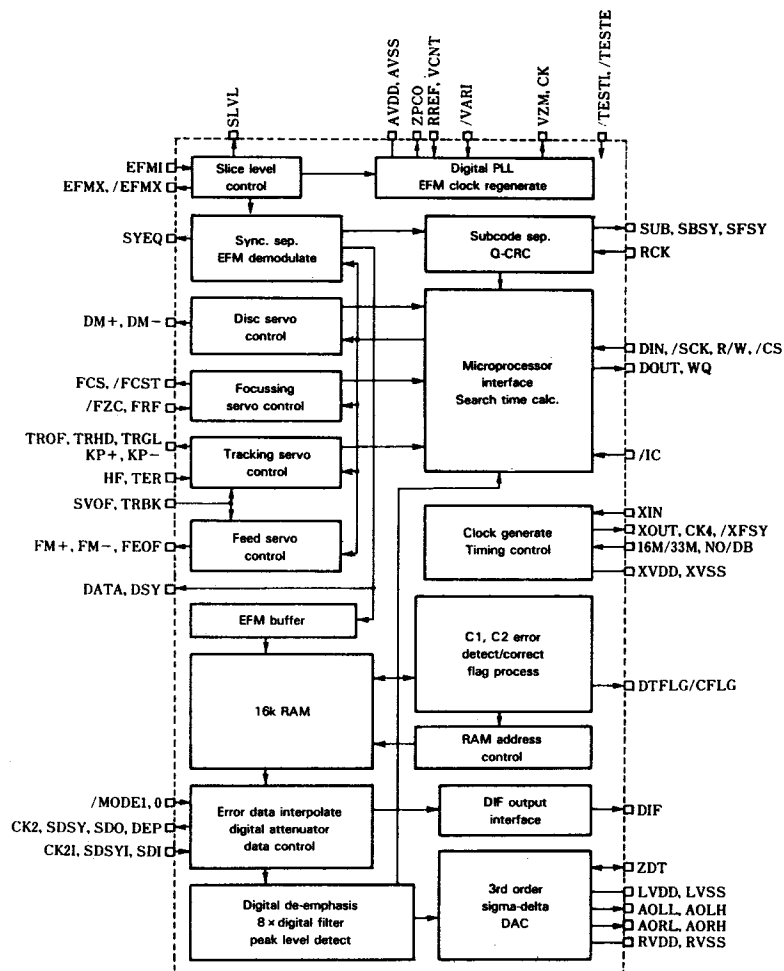 SLVL
AVDD, AVSS
ZPCO
RREF, VCNT
/VARI
VZM, CK
/TESTI, /TESTE
EFMI
EFMX, /EFMX
Slice level
control
Digital PLL
EFM clock regenerate
SYEQ
Sync. sep.
EFM demodulate
Subcode sep.
Q-CRC
SUB, SBSY, SFSY
RCK
DM+, DM-
Disc servo
control
Microprocessor
interface
Search time calc.
DIN, /SCK, R/W, /CS
DOUT, WQ
/IC
FCS, /FCST
/FZC, FRF
Focussing
servo control
TROF, TRHD, TRGL
KP+, KP-
HF, TER
Tracking servo
control
SVOF, TRBK
FM+, FM-, FEOF
Feed servo
control
Clock generate
Timing control
XIN
XOUT, CK4, /XFSY
16M/33M, NO/DB
XVDD, XVSS
DATA, DSY
EFM buffer
16k RAM
C1, C2 error
detect/correct
flag process
DTFLG/CFLG
RAM address
control
/MODE1, 0
CK2, SDSY, SDO, DEP
CK2I, SDSYI, SDI
Error data interpolate
digital attenuator
data control
DIF output
interface
DIF
Digital de-emphasis
8×digital filter
peak level detect
3rd order
sigma-delta
DAC
ZDT
LVDD, LVSS
AOLL, AOLH
AORL, AORH
RVDD, RVSS